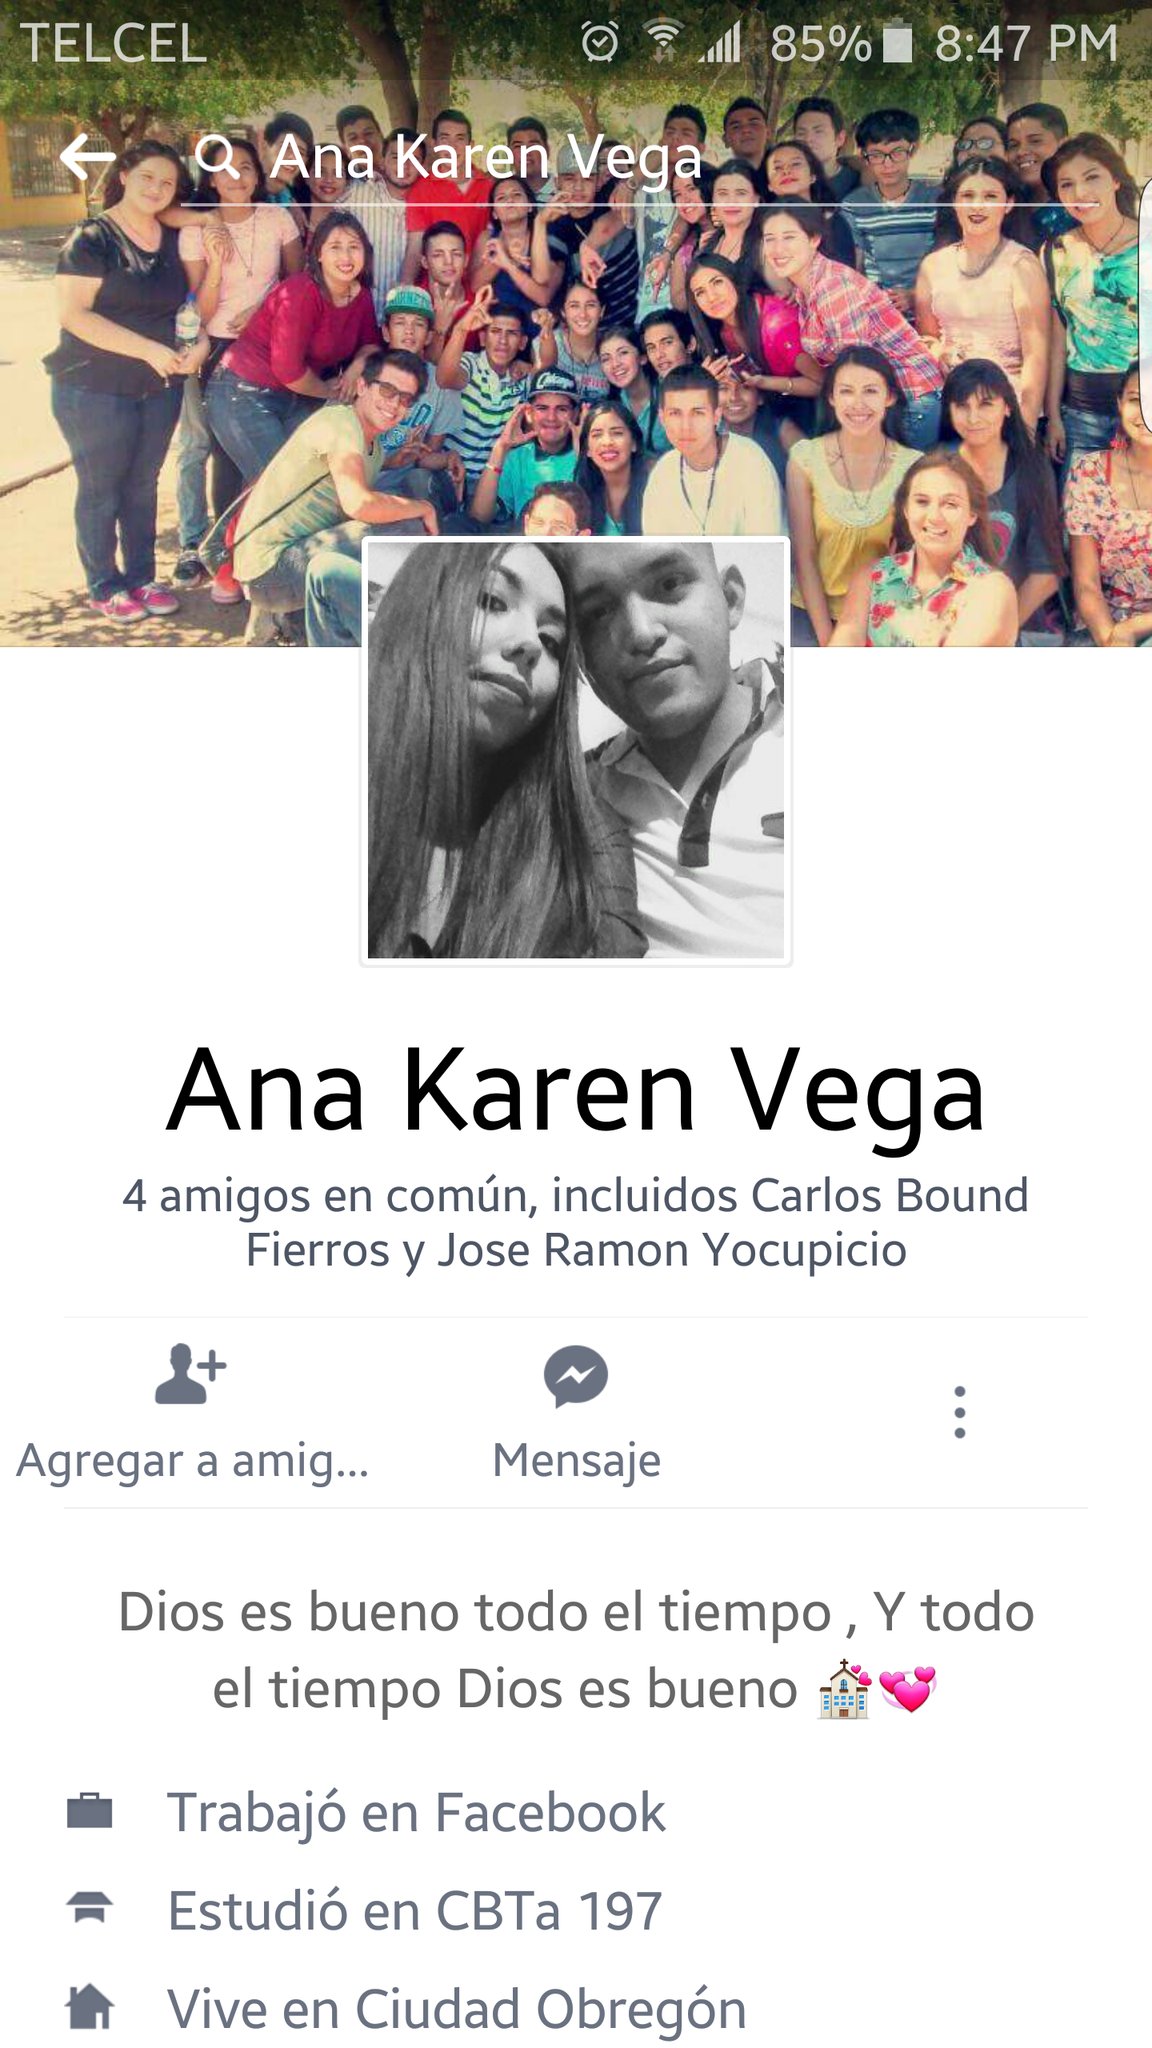 TELCEL 85% 8:47 PM
Ana Karen Vega
Ana Karen Vega
4 amigos en común, incluidos Carlos Bound
Fierros y Jose Ramon Yocupicio
Agregar a amig... Mensaje
Dios es bueno todo el tiempo , Y todo
el tiempo Dios es bueno 💒💞
Trabajó en Facebook
Estudió en CBTa 197
Vive en Ciudad Obregón